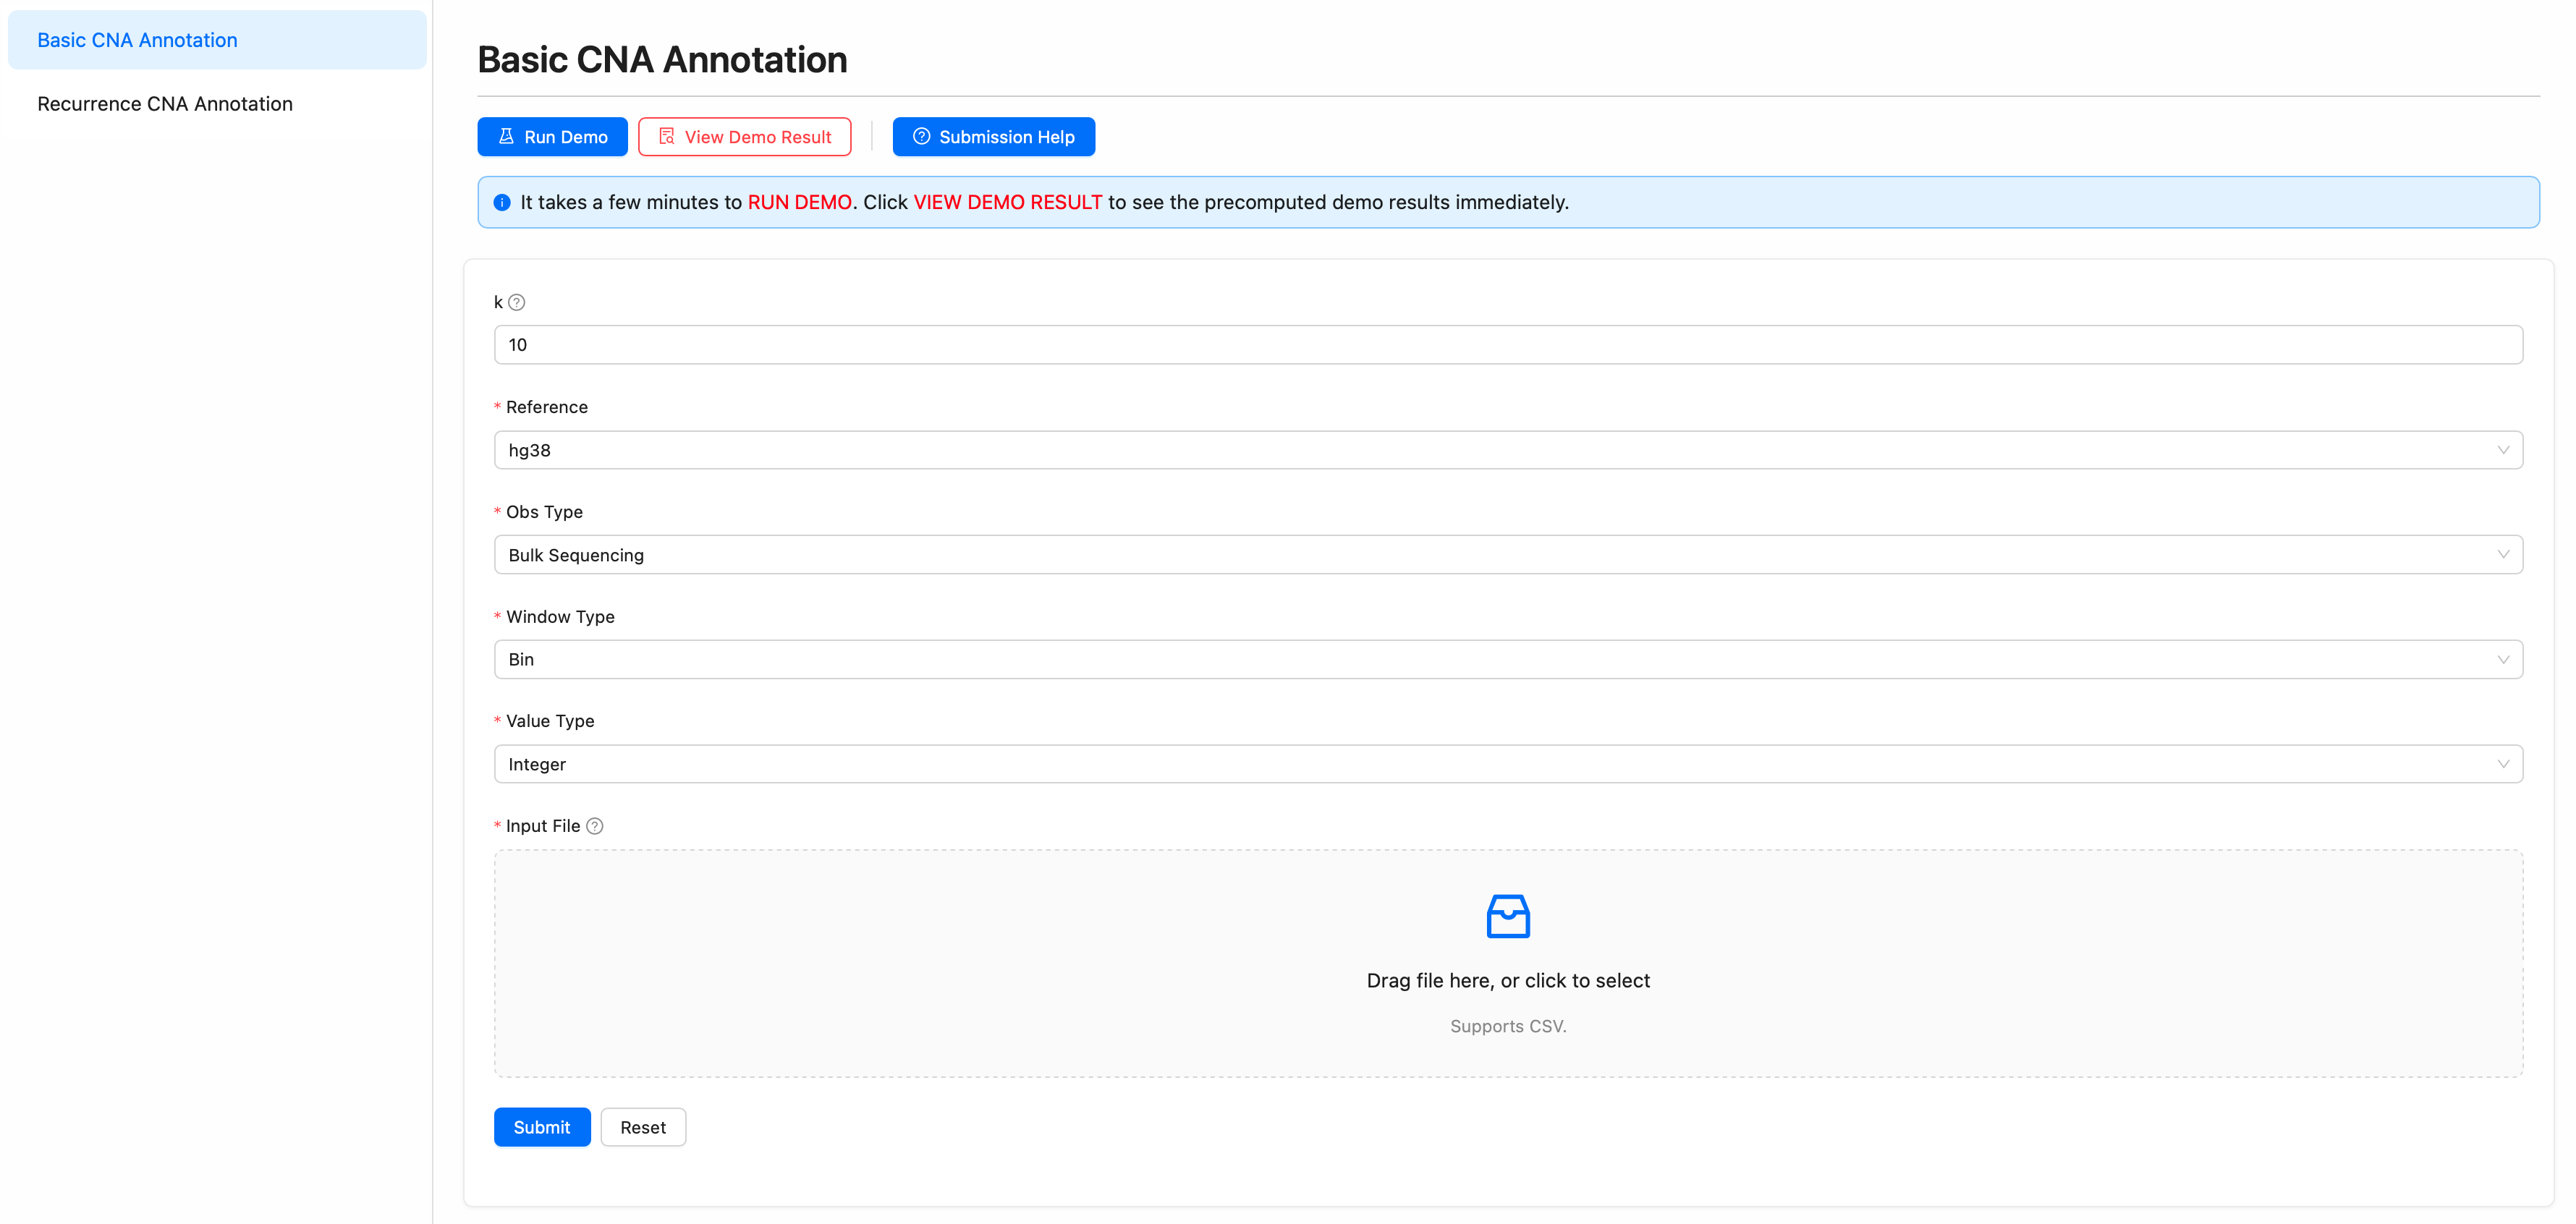 Basic CNA Annotation
Recurrence CNA Annotation
Basic CNA Annotation
Run Demo
View Demo Result
Submission Help
It takes a few minutes to RUN DEMO. Click VIEW DEMO RESULT to see the precomputed demo results immediately.
k
10
* Reference
hg38
* Obs Type
Bulk Sequencing
* Window Type
Bin
* Value Type
Integer
* Input File
Drag file here, or click to select
Supports CSV.
Submit
Reset